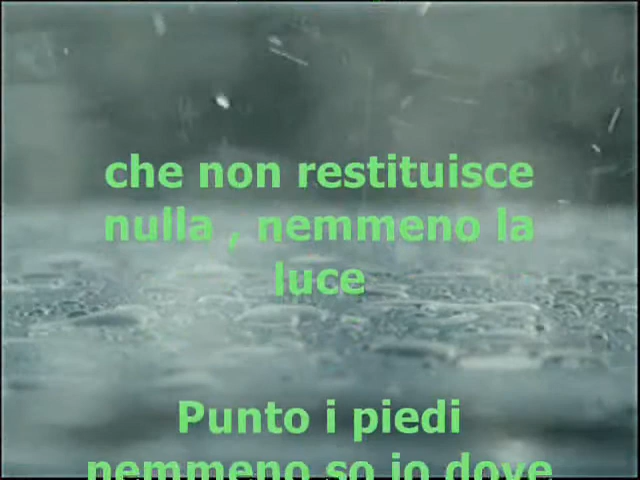 che non restituisce
nulla , nemmeno la
luce
Punto i piedi
nemmeno so io dove